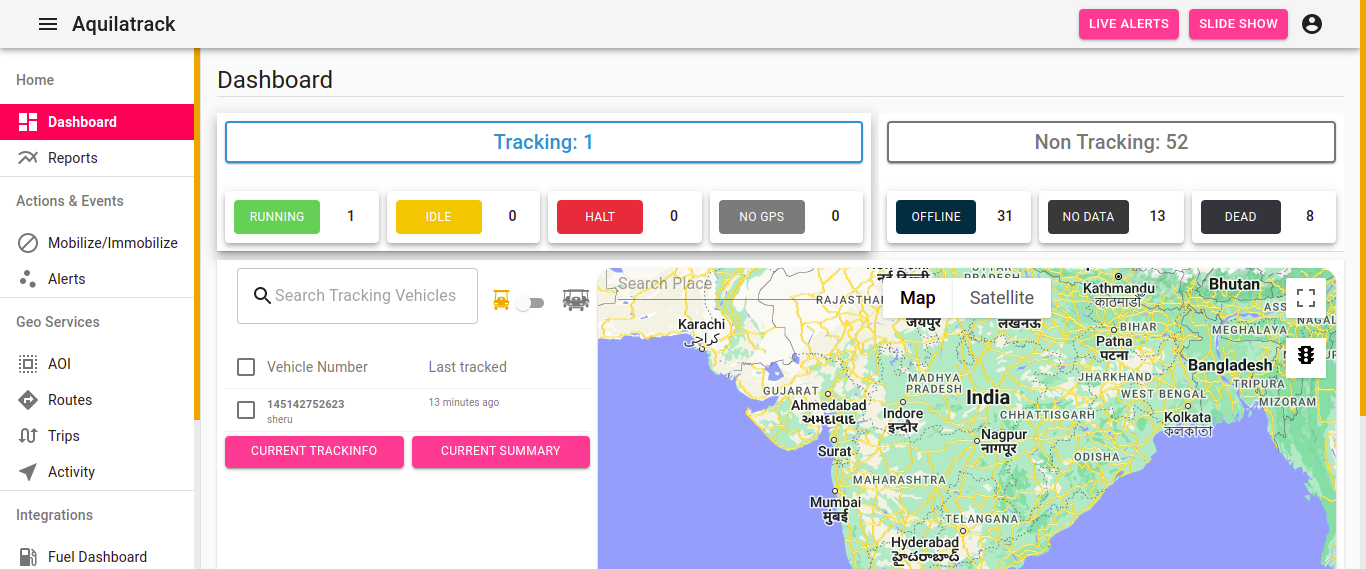 Aquilatrack
LIVE ALERTS
SLIDE SHOW
Home
Dashboard
Reports
Actions & Events
Mobilize/Immobilize
Alerts
Geo Services
AOI
Routes
Trips
Activity
Integrations
Fuel Dashboard
Dashboard
Tracking: 1
Non Tracking: 52
RUNNING 1
IDLE 0
HALT 0
NO GPS 0
OFFLINE 31
NO DATA 13
DEAD 8
Search Tracking Vehicles
Vehicle Number Last tracked
145142752623 13 minutes ago
sheru
CURRENT TRACKINFO
CURRENT SUMMARY
Search Place
Map
Satellite
PRADESH
Kathmandu
काठमाडौं
Bhutan
जयपुर
लखनऊ
Karachi
كراچى
BIHAR
MEGHALAYA
Patna
पटना
Bangladesh
JHARKHAND
TRIPURA
MIZORAM
WEST BENGAL
GUJARAT
MADHYA
PRADESH
India
Ahmedabad
અમદાવાદ
Indore
इन्दौर
CHHATTISGARH
Kolkata
কলকাতা
Nagpur
नागपूर
Surat
ODISHA
MAHARASHTRA
Mumbai
मुंबई
TELANGANA
Hyderabad
హైదరాబాద్